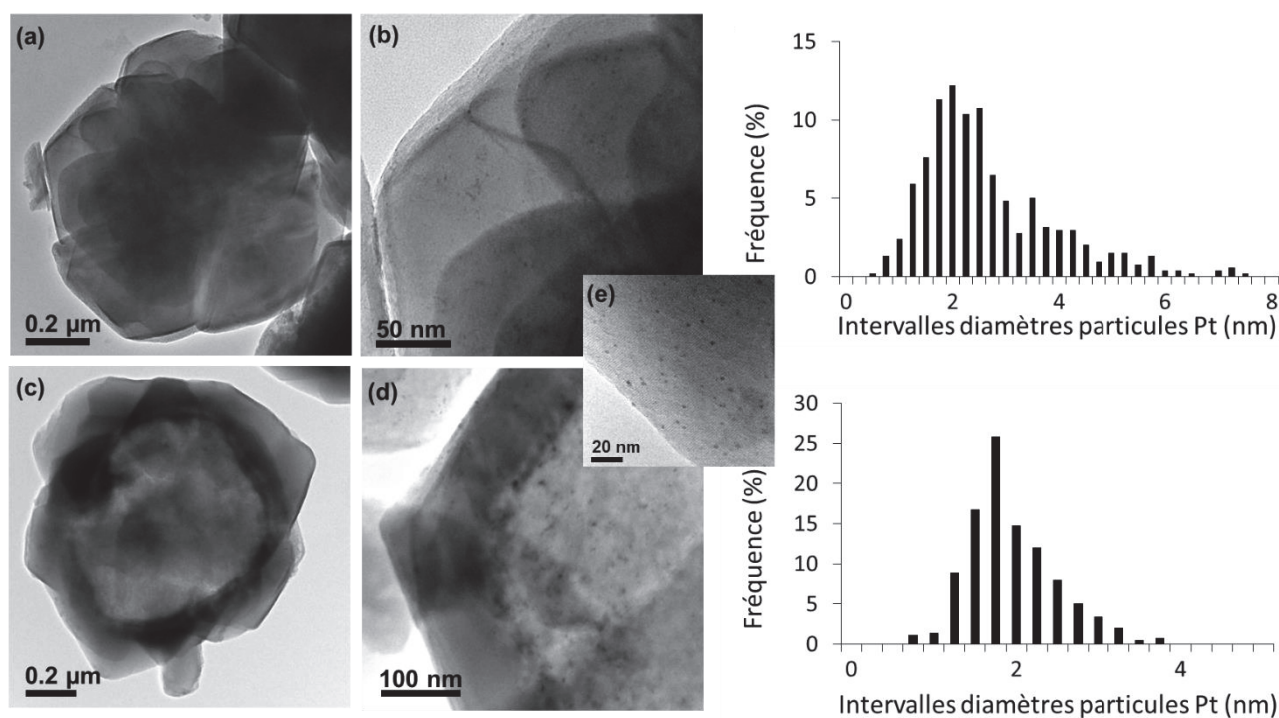 (a)
0.2 µm
(b)
50 nm
(c)
0.2 µm
(d)
100 nm
(e)
20 nm
15
10
5
0
Fréquence (%)
0 2 4 6 8
Intervalles diamètres particules Pt (nm)
30
25
20
15
10
5
0
Fréquence (%)
0 2 4
Intervalles diamètres particules Pt (nm)